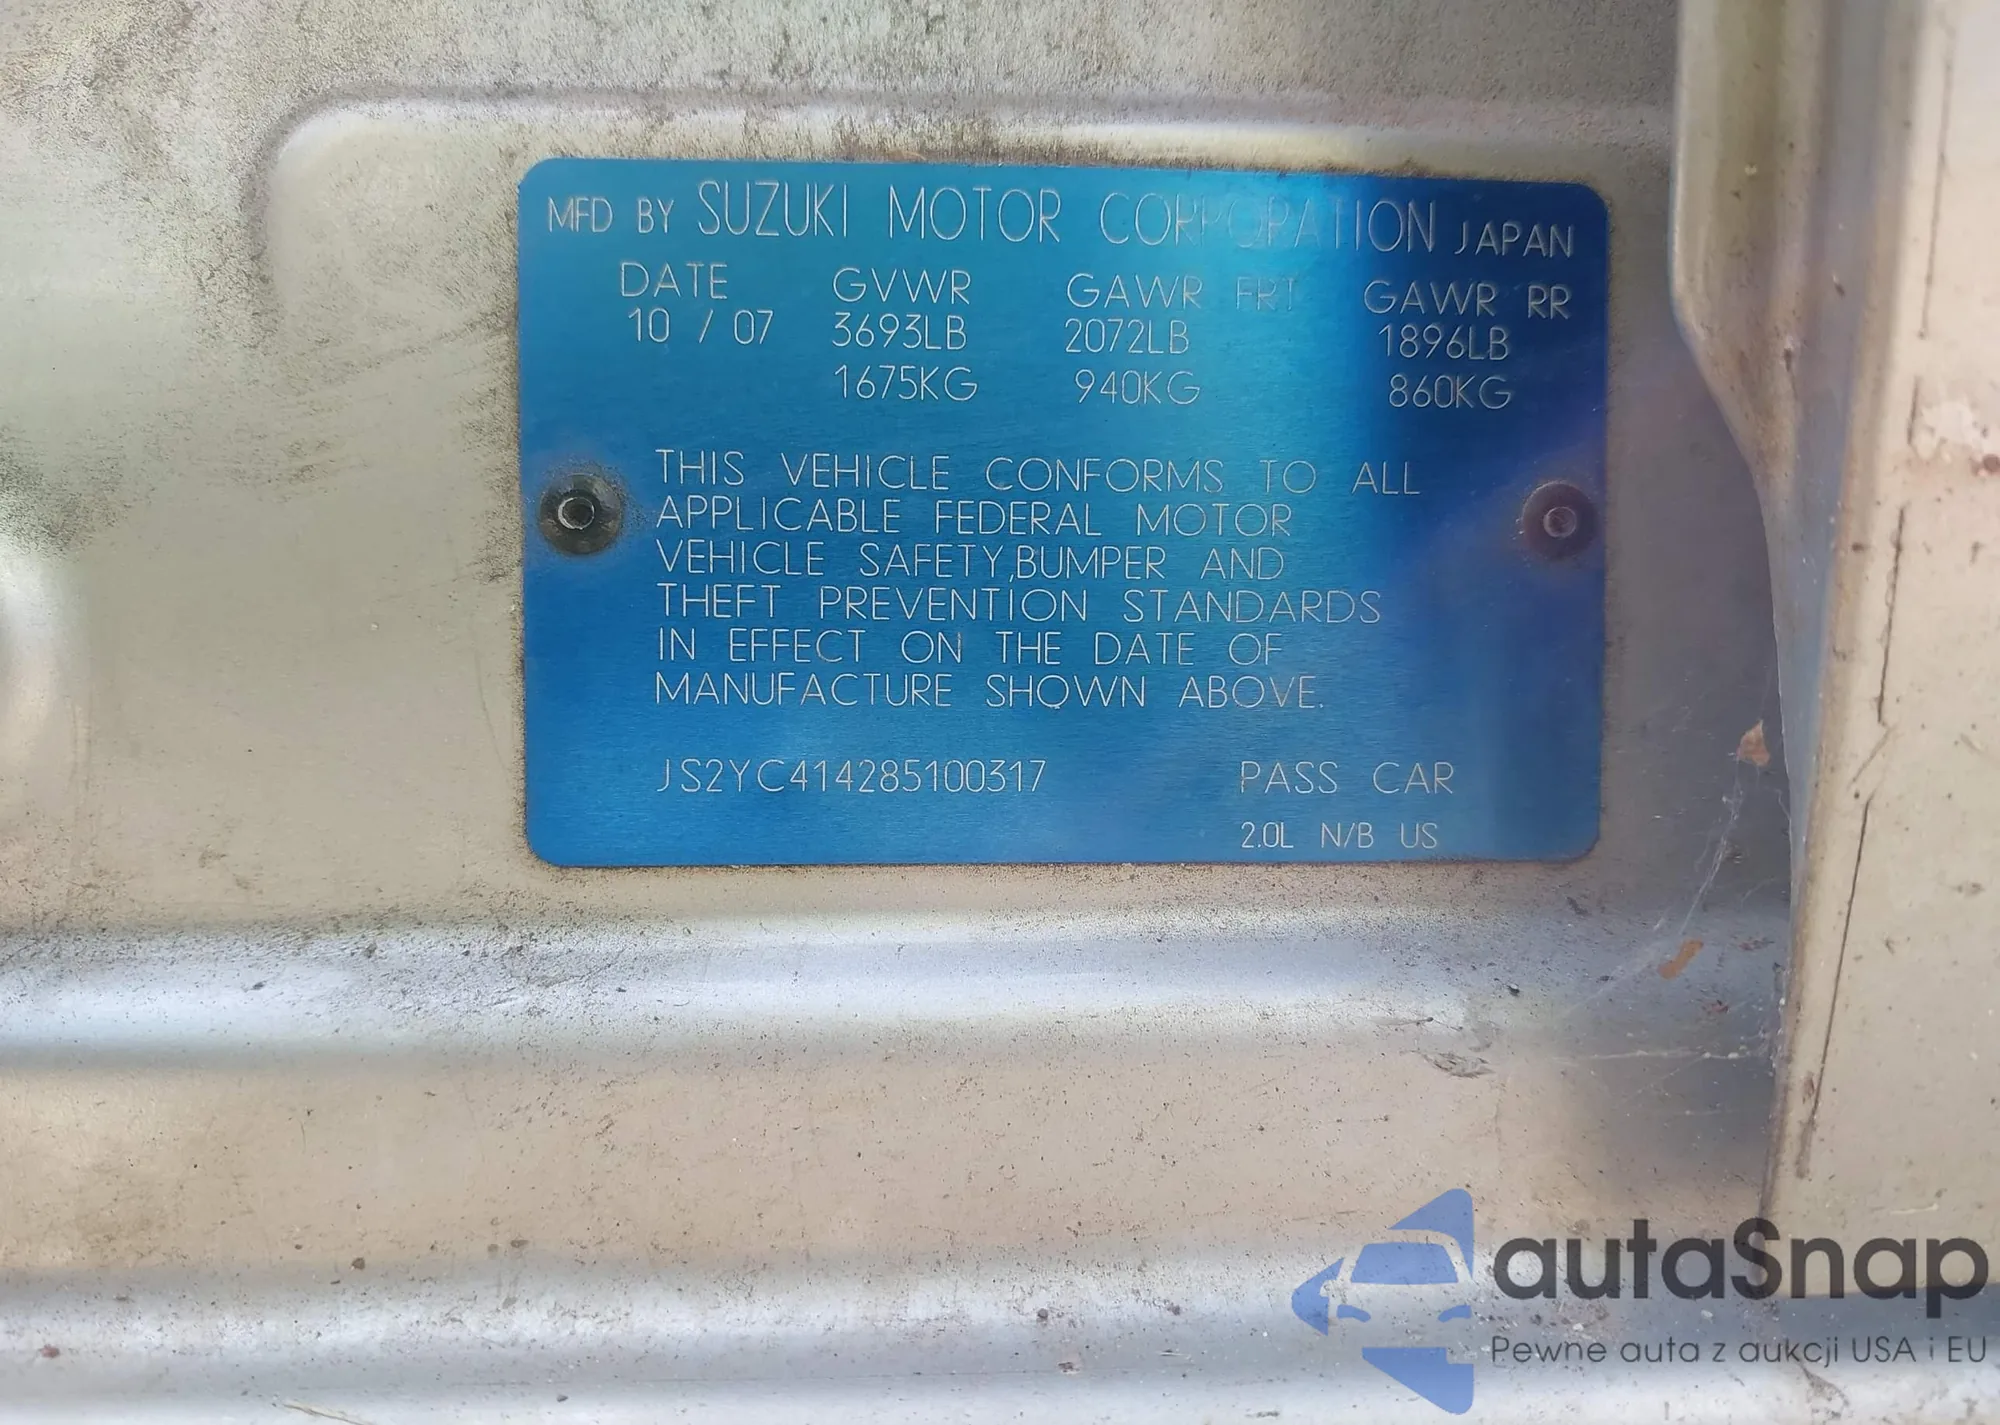 MFD BY SUZUKI MOTOR CORPORATION JAPAN
DATE GVWR GAWR FRT GAWR RR
10 / 07 3693LB 2072LB 1896LB
1675KG 940KG 860KG
THIS VEHICLE CONFORMS TO ALL
APPLICABLE FEDERAL MOTOR
VEHICLE SAFETY,BUMPER AND
THEFT PREVENTION STANDARDS
IN EFFECT ON THE DATE OF
MANUFACTURE SHOWN ABOVE.
JS2YC414285100317 PASS CAR
2.0L N/B US
autaSnap
Pewne auta z aukcji USA i EU